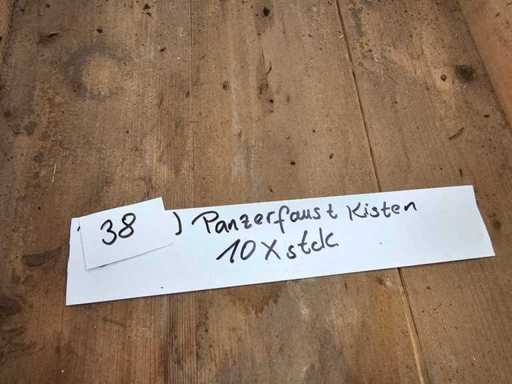 38 ) Panzerfaust Kisten
10 X stck